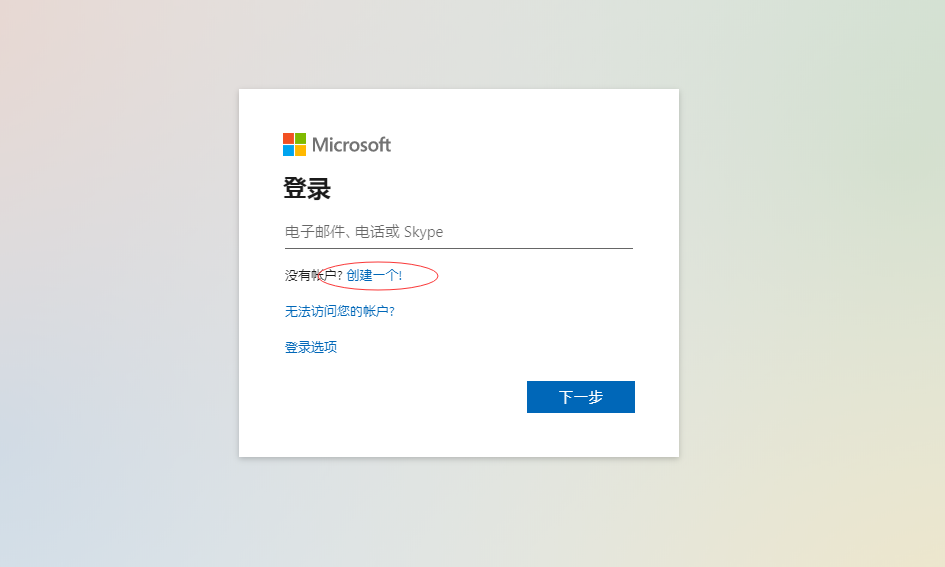 Microsoft
登录
电子邮件、电话或 Skype
没有帐户? 创建一个!
无法访问您的帐户?
登录选项
下一步